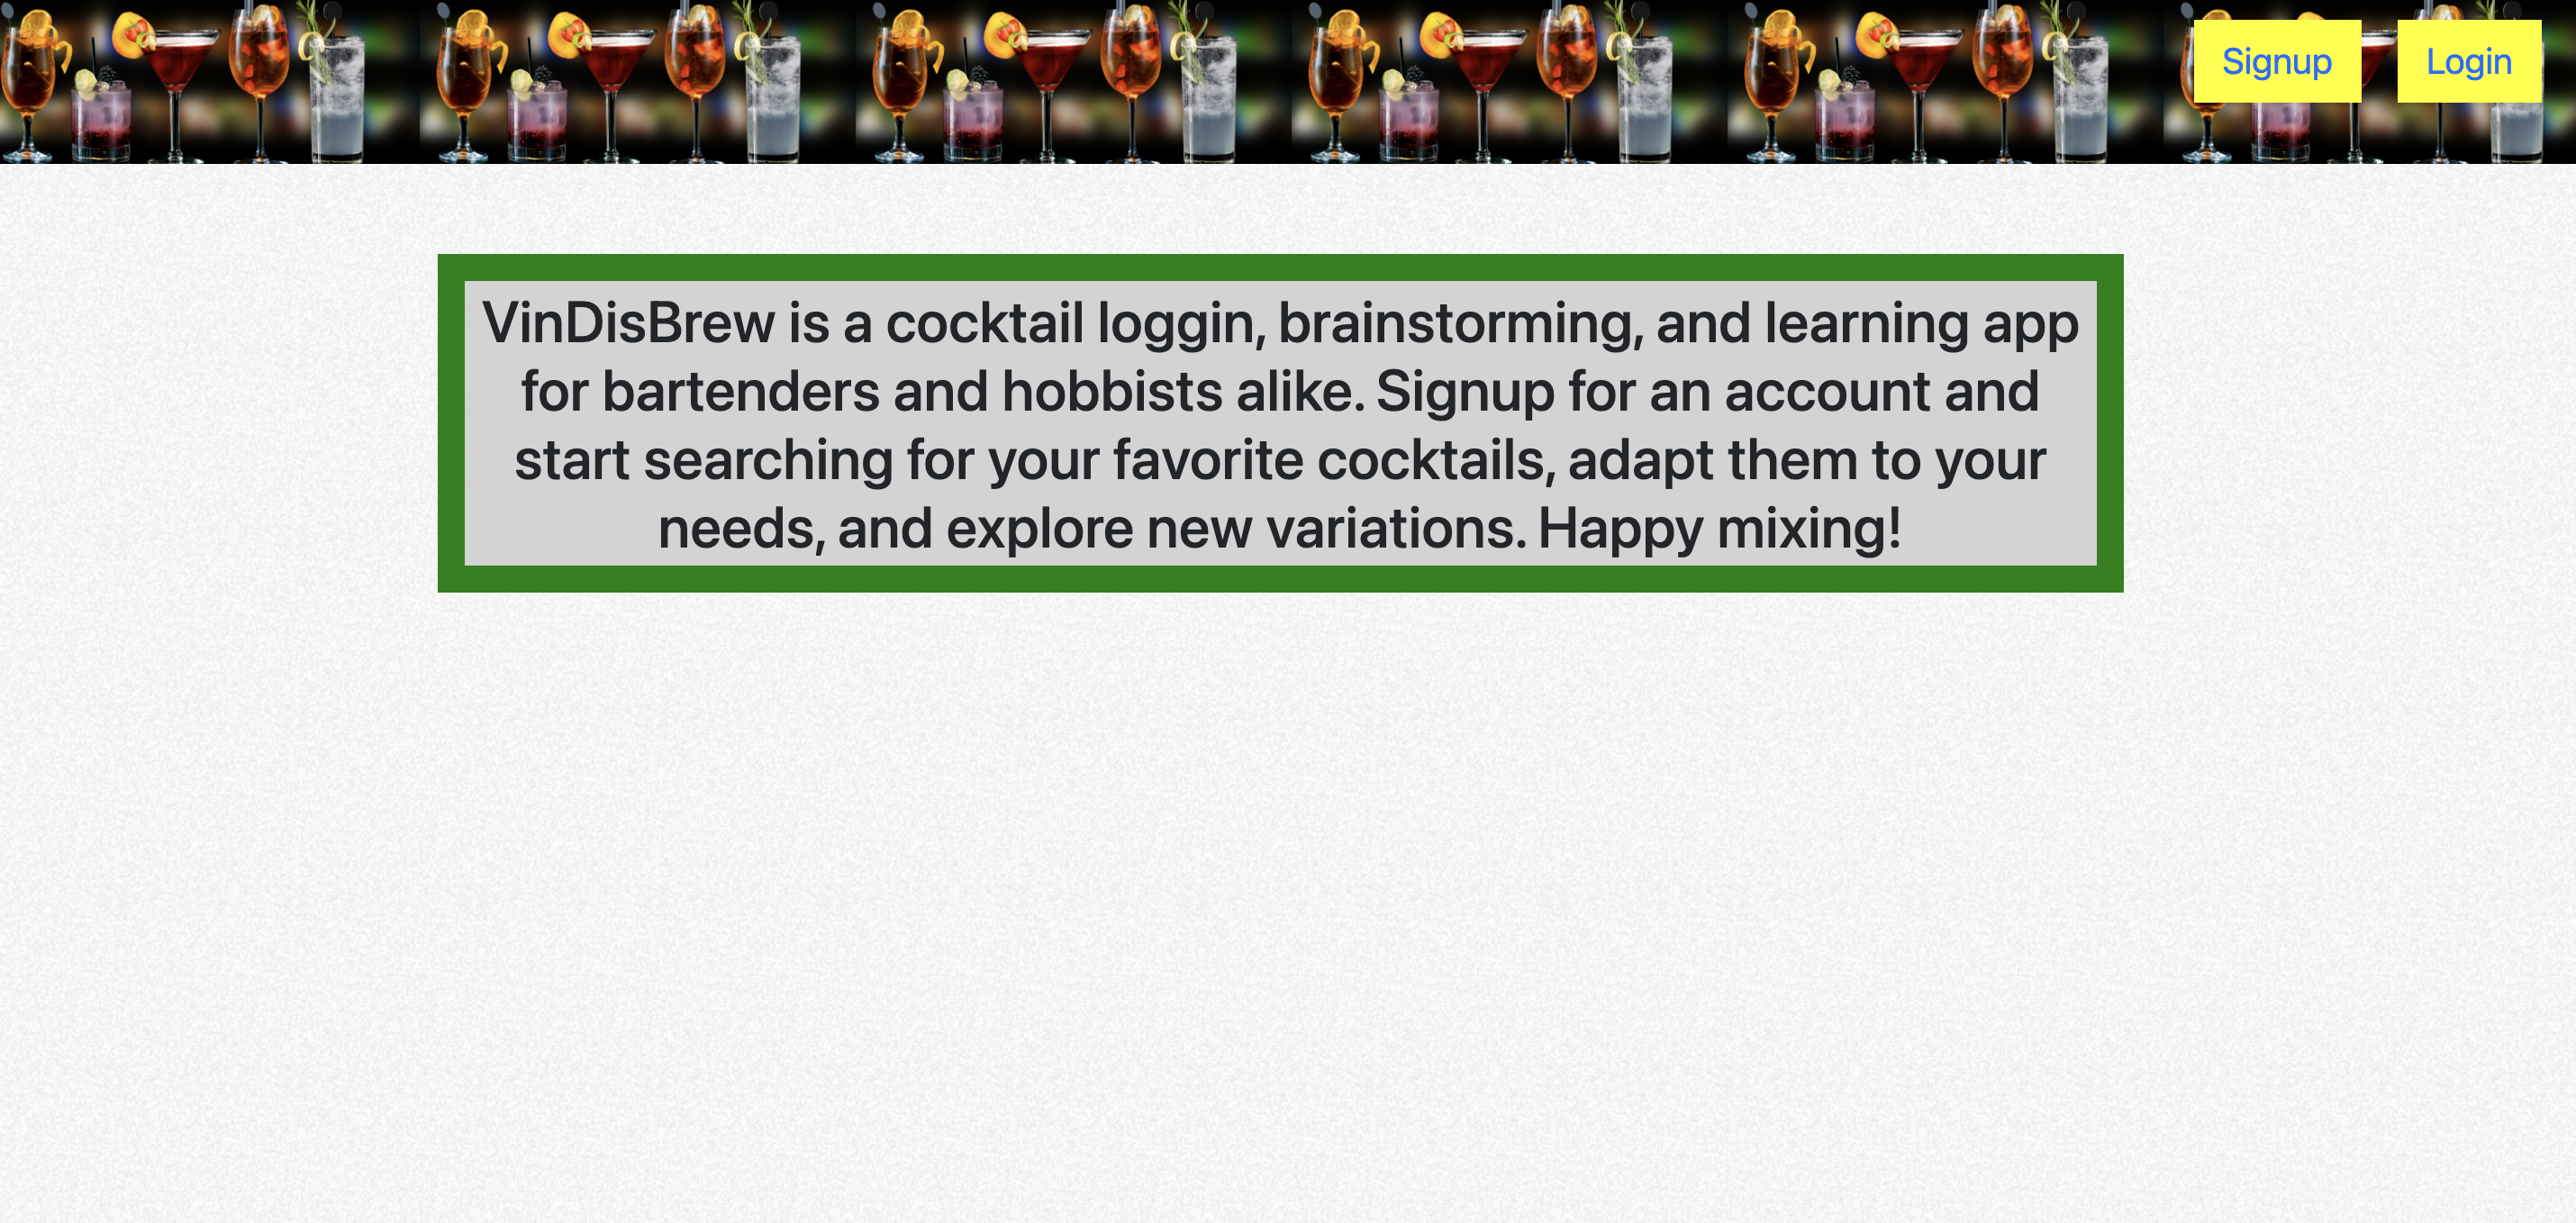 Signup
Login
VinDisBrew is a cocktail loggin, brainstorming, and learning app
for bartenders and hobbists alike. Signup for an account and
start searching for your favorite cocktails, adapt them to your
needs, and explore new variations. Happy mixing!